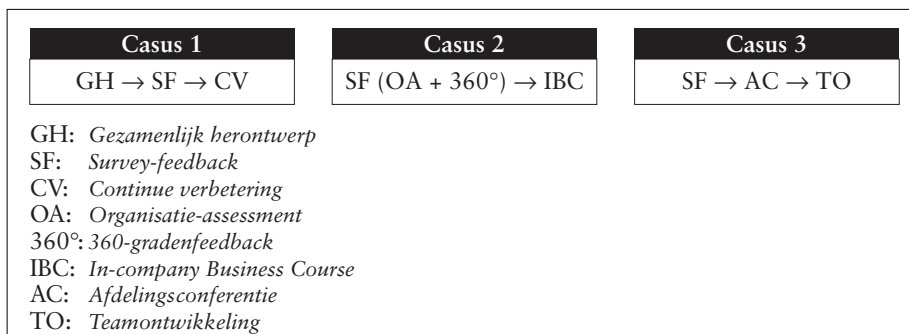 Casus 1
GH → SF → CV
Casus 2
SF (OA + 360°) → IBC
Casus 3
SF → AC → TO
GH: Gezamenlijk herontwerp
SF: Survey-feedback
CV: Continue verbetering
OA: Organisatie-assessment
360°: 360-gradenfeedback
IBC: In-company Business Course
AC: Afdelingsconferentie
TO: Teamontwikkeling